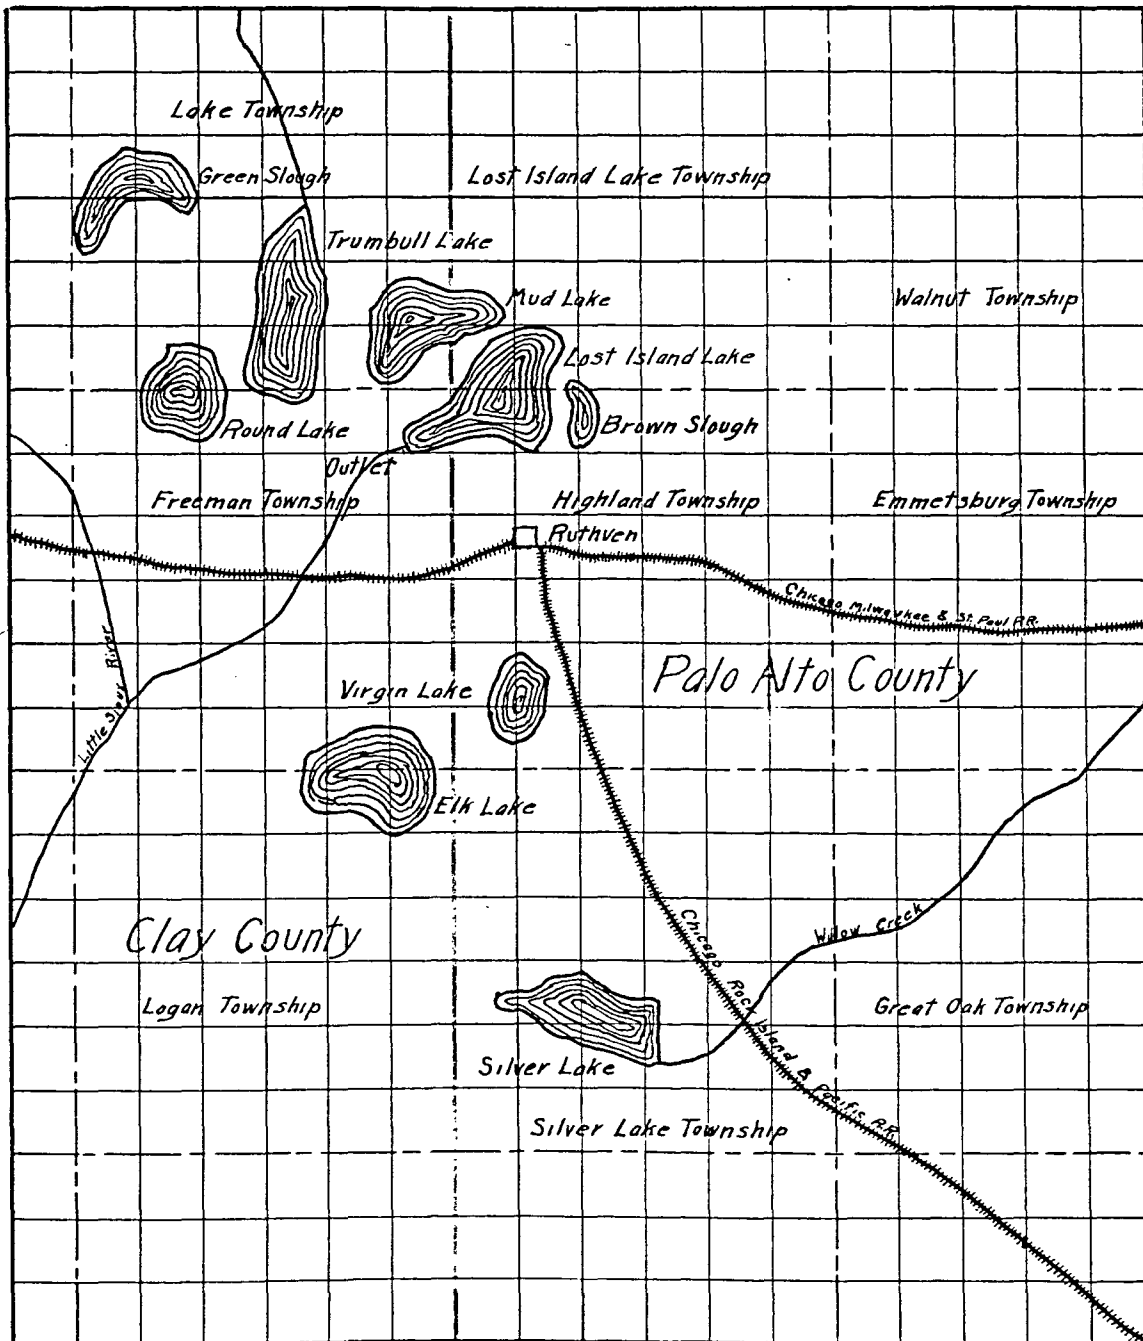 Lake Township
Green Slough
Lost Island Lake Township
Trumbull Lake
Mud Lake
Walnut Township
Lost Island Lake
Round Lake
Brown Slough
Outlet
Freeman Township
Highland Township
Emmetsburg Township
Ruthven
Chicago Milwaukee & St. Paul R.R.
Little Sioux River
Virgin Lake
Palo Alto County
Elk Lake
Clay County
Chicago Rock Island & Pacific R.R.
Willow Creek
Logan Township
Great Oak Township
Silver Lake
Silver Lake Township